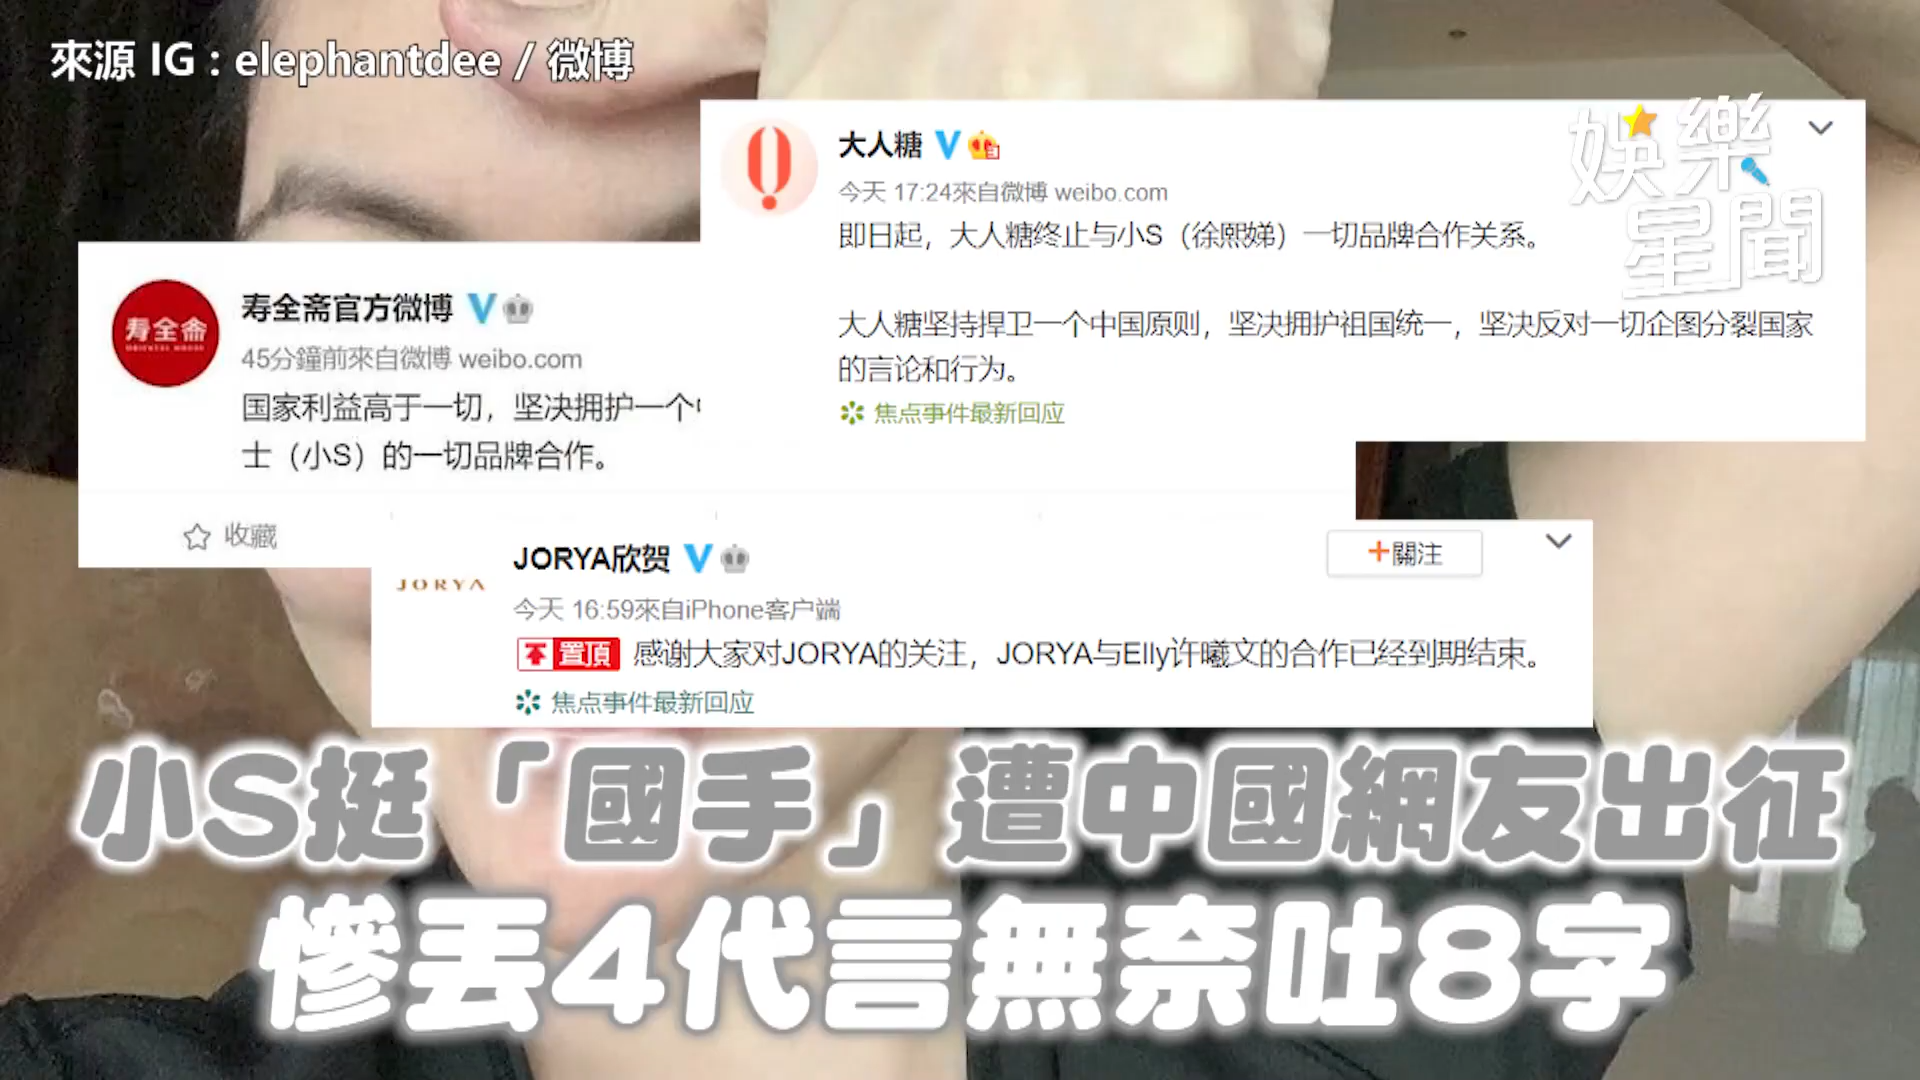 來源 IG : elephantdee / 微博
娛樂
星聞
大人糖
今天 17:24來自微博 weibo.com
即日起，大人糖终止与小S（徐熙娣）一切品牌合作关系。
大人糖坚持捍卫一个中国原则，坚决拥护祖国统一，坚决反对一切企图分裂国家
的言论和行为。
焦点事件最新回应
寿全斋
寿全斋官方微博
45分鐘前來自微博 weibo.com
国家利益高于一切，坚决拥护一个
士（小S）的一切品牌合作。
收藏
JORYA
JORYA欣贺
+關注
今天 16:59來自iPhone客户端
置頂 感谢大家对JORYA的关注，JORYA与Elly许曦文的合作已经到期结束。
焦点事件最新回应
小S挺「國手」遭中國網友出征
慘丟4代言無奈吐8字